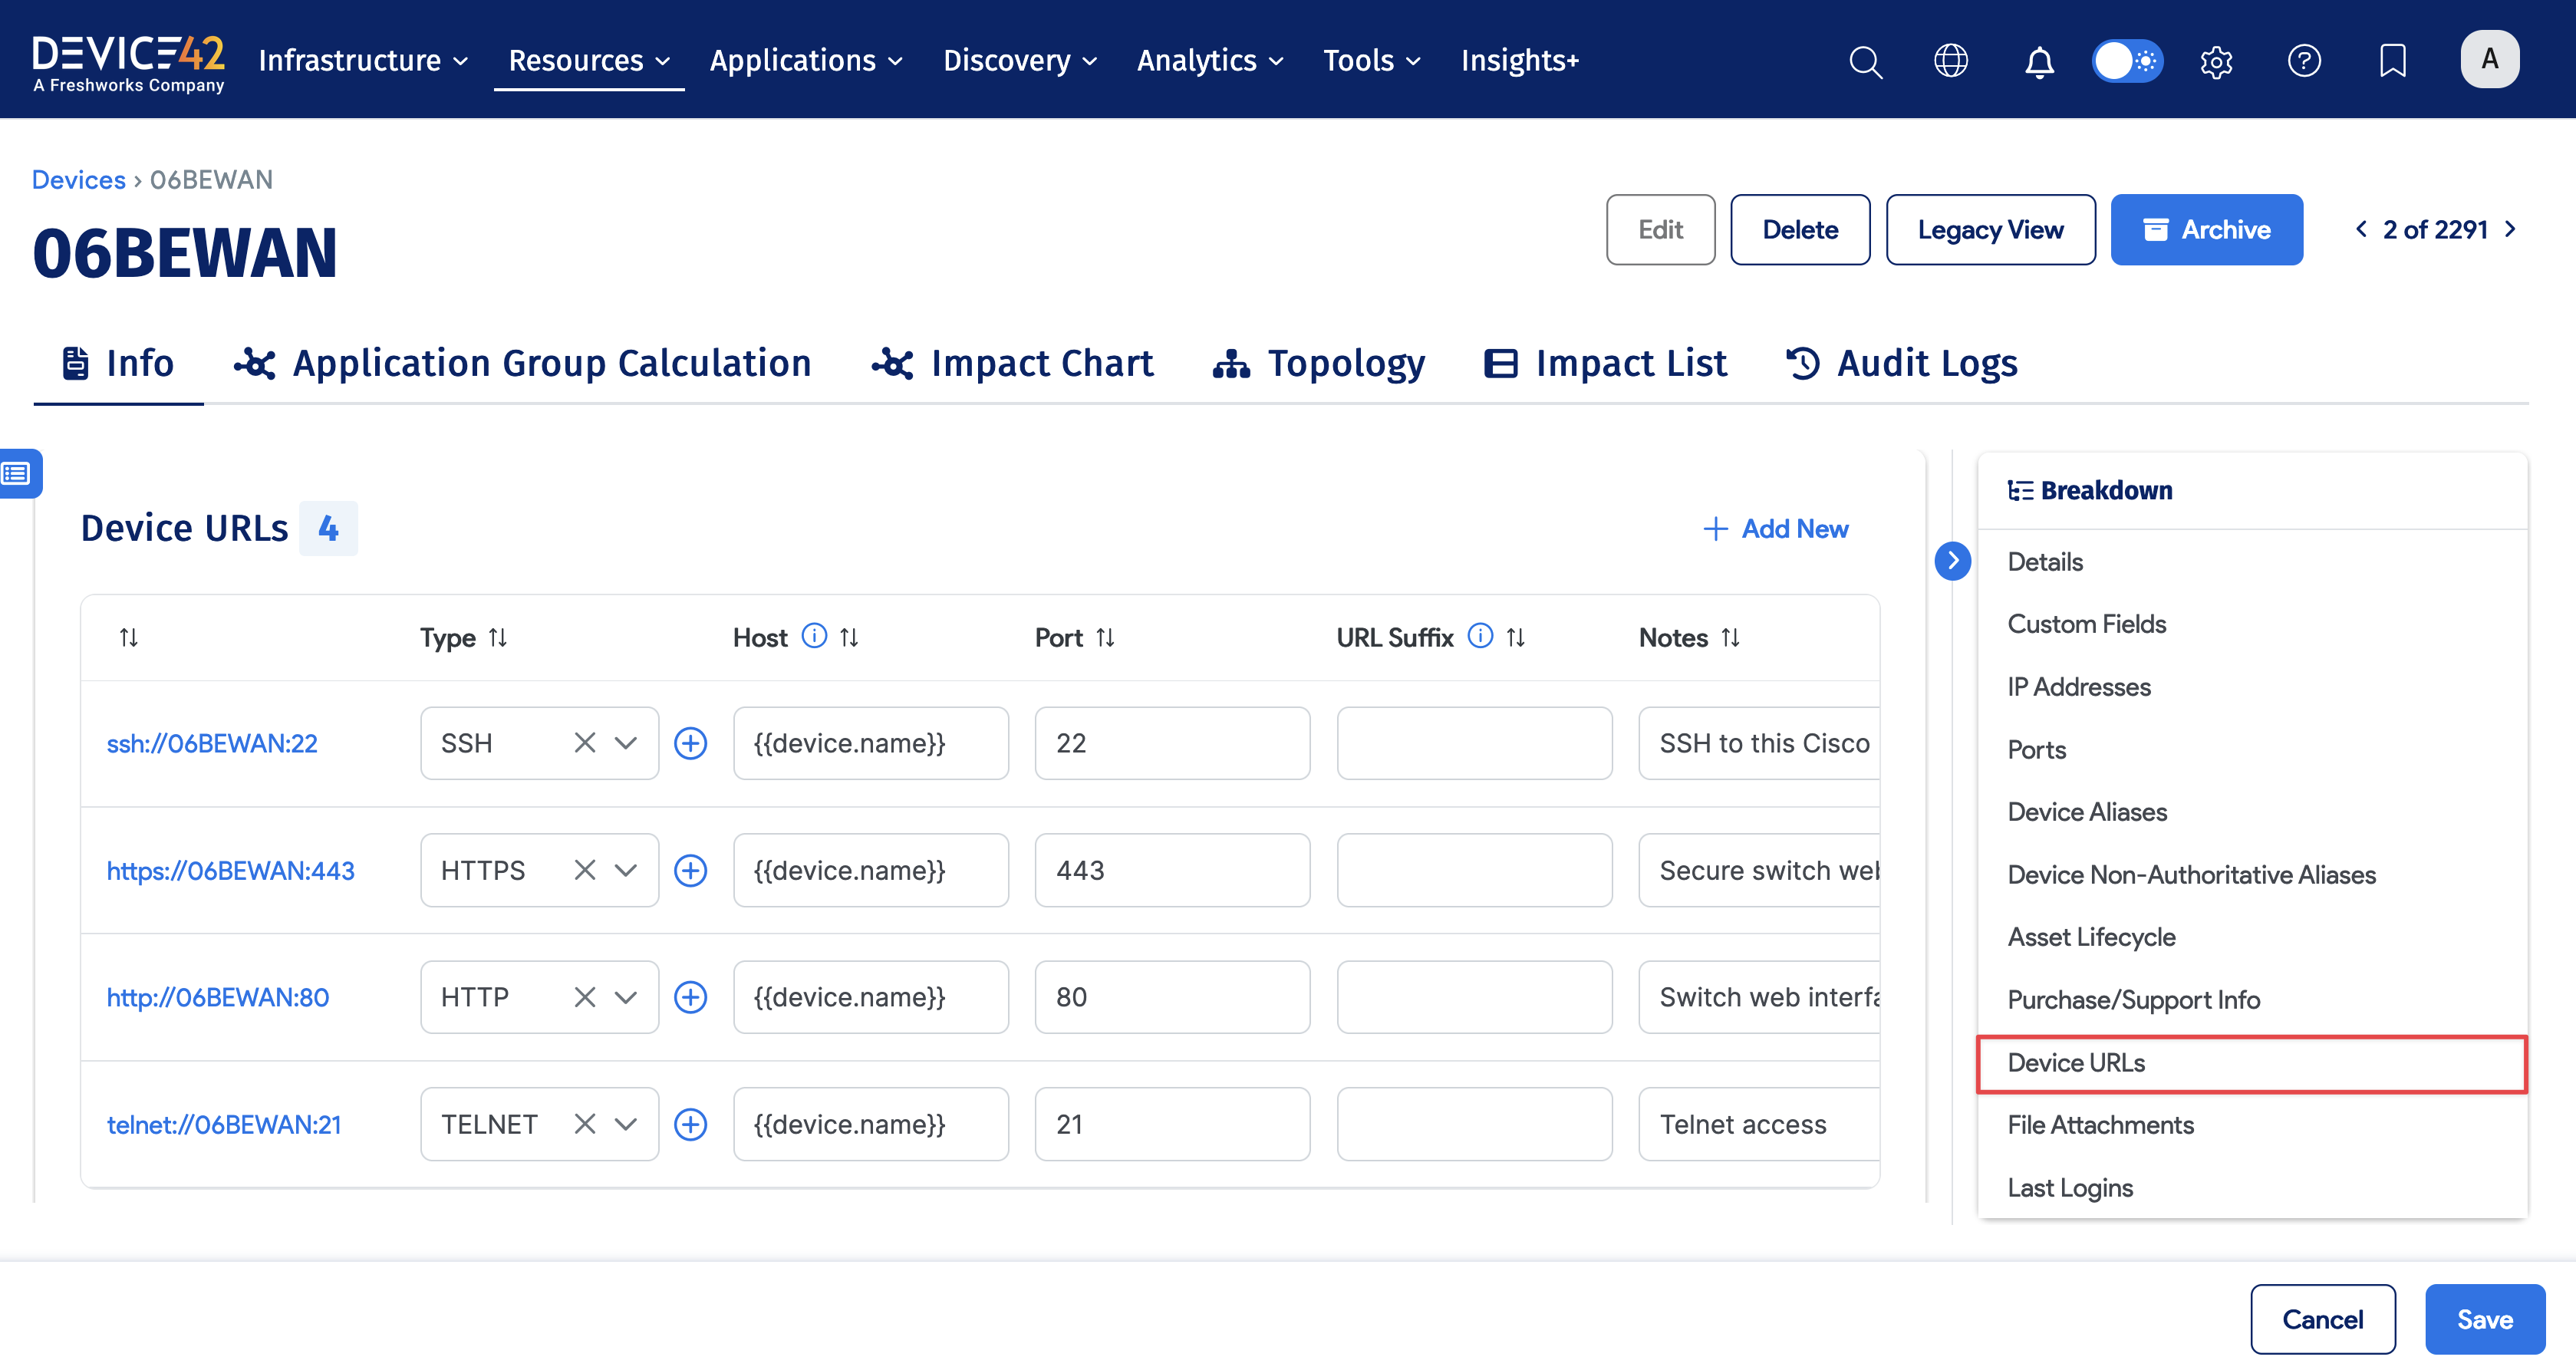 DEVICE42
A Freshworks Company
Infrastructure Resources Applications Discovery Analytics Tools Insights+
A
Devices › 06BEWAN
06BEWAN
Edit Delete Legacy View Archive 2 of 2291
Info Application Group Calculation Impact Chart Topology Impact List Audit Logs
Device URLs 4
Add New
Type Host Port URL Suffix Notes
ssh://06BEWAN:22 SSH {{device.name}} 22 SSH to this Cisco
https://06BEWAN:443 HTTPS {{device.name}} 443 Secure switch web
http://06BEWAN:80 HTTP {{device.name}} 80 Switch web interfa
telnet://06BEWAN:21 TELNET {{device.name}} 21 Telnet access
Breakdown
Details
Custom Fields
IP Addresses
Ports
Device Aliases
Device Non-Authoritative Aliases
Asset Lifecycle
Purchase/Support Info
Device URLs
File Attachments
Last Logins
Cancel Save